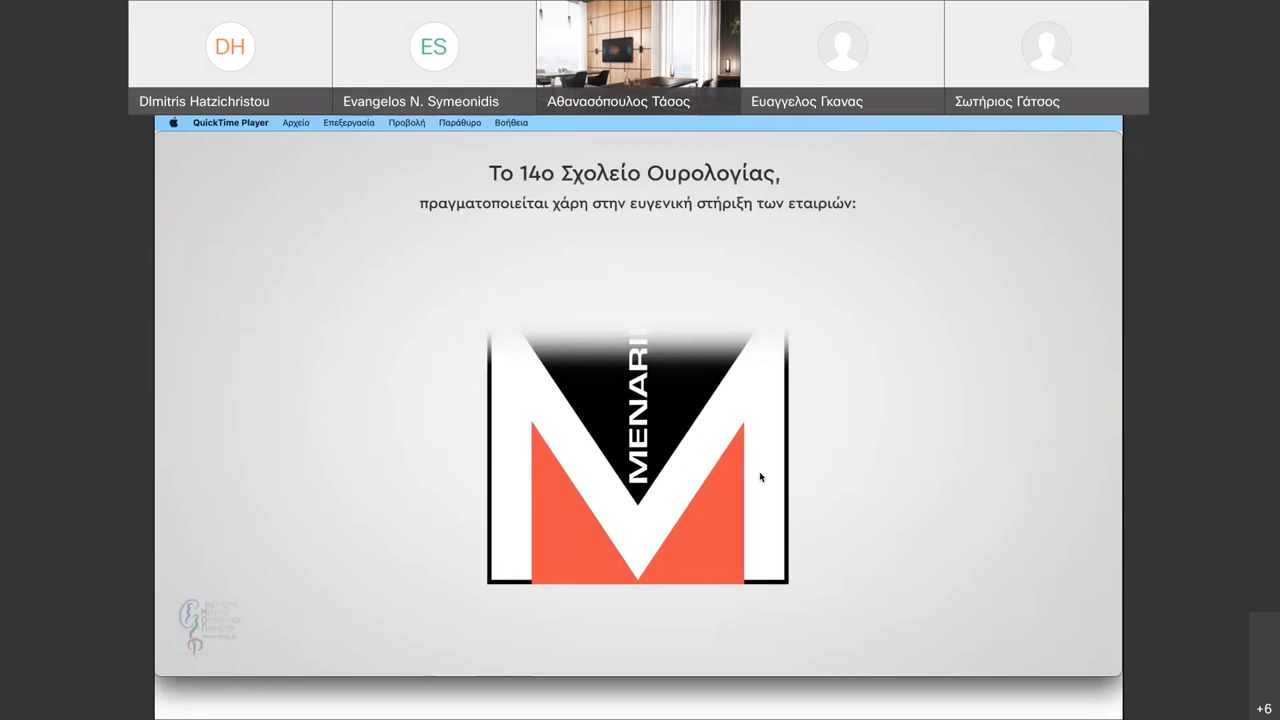 DH
ES
DImitris Hatzichristou
Evangelos N. Symeonidis
Αθανασόπουλος Τάσος
Ευαγγελος Γκανας
Σωτήριος Γάτσος
QuickTime Player Αρχείο Επεξεργασία Προβολή Παράθυρο Βοήθεια
Το 14ο Σχολείο Ουρολογίας,
πραγματοποιείται χάρη στην ευγενική στήριξη των εταιριών:
MENARI
+6